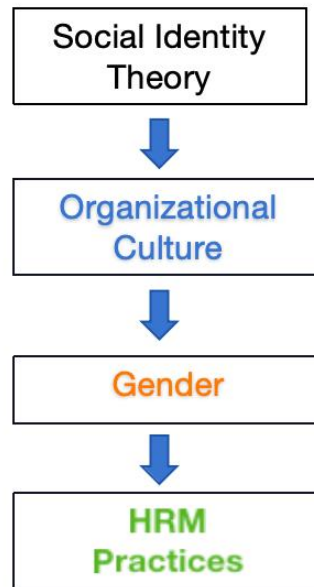 Social Identity
Theory
Organizational
Culture
Gender
HRM
Practices